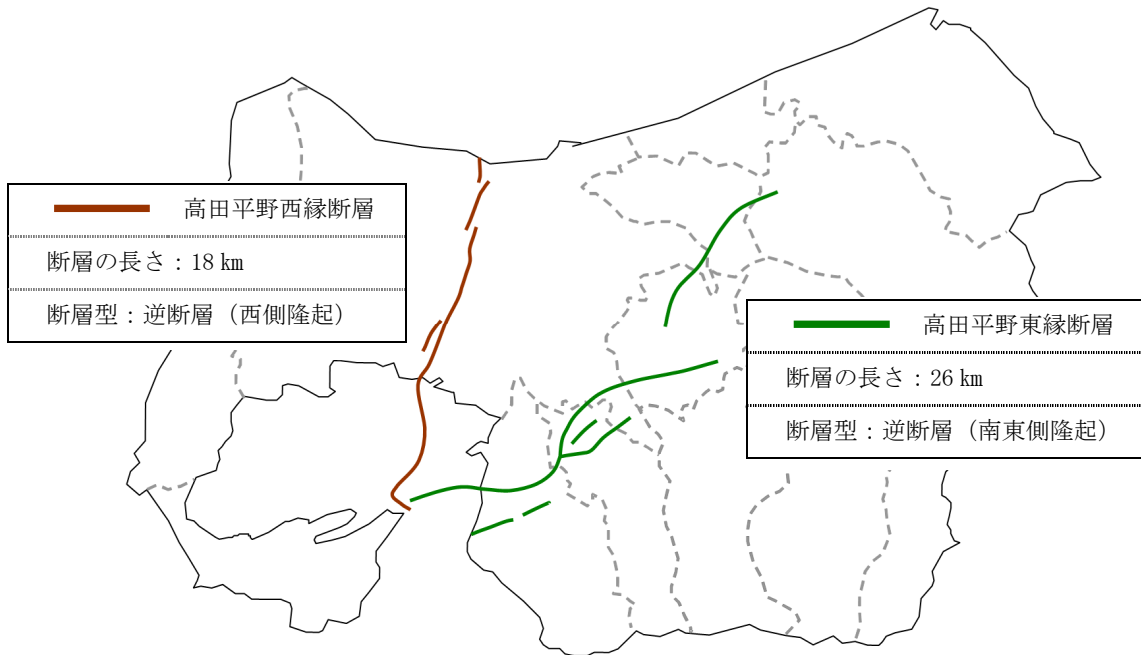 高田平野西縁断層
断層の長さ：18 km
断層型：逆断層（西側隆起）
高田平野東縁断層
断層の長さ：26 km
断層型：逆断層（南東側隆起）